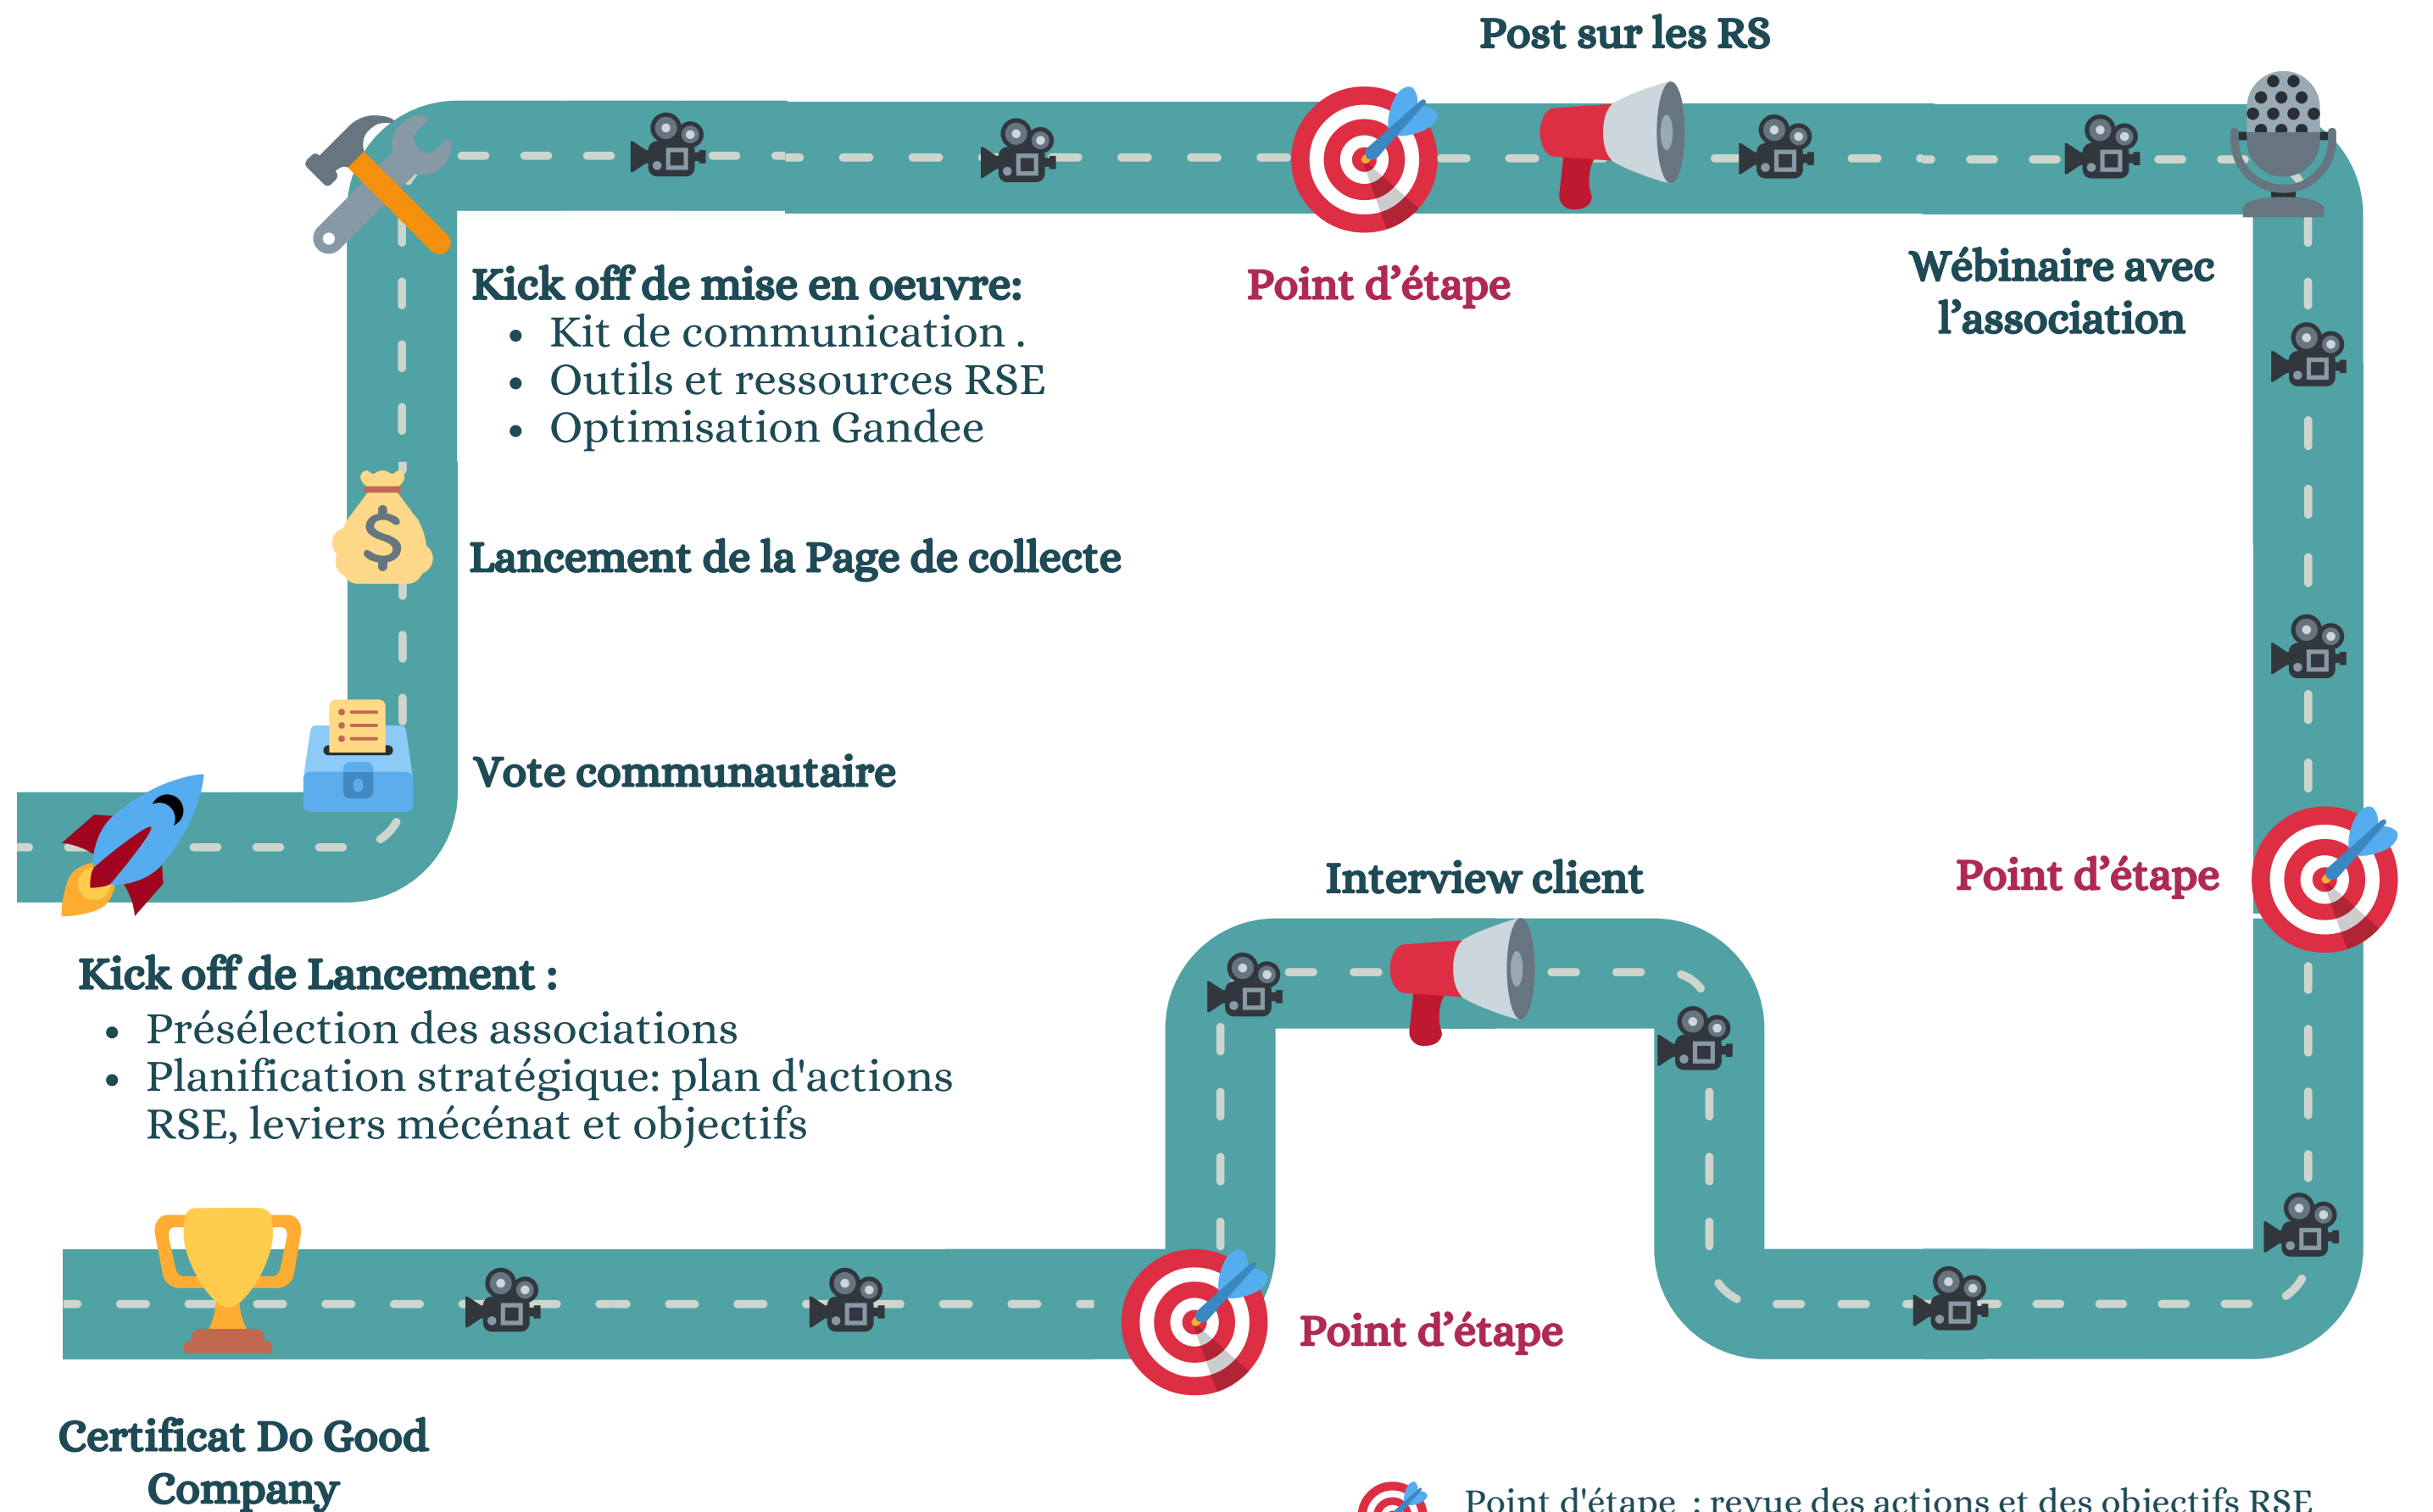 Post sur les RS
Kick off de mise en oeuvre:
• Kit de communication .
• Outils et ressources RSE
• Optimisation Gandee
Point d’étape
Wébinaire avec
l’association
Lancement de la Page de collecte
Vote communautaire
Interview client
Point d’étape
Kick off de Lancement :
• Présélection des associations
• Planification stratégique: plan d'actions
RSE, leviers mécénat et objectifs
Point d’étape
Certificat Do Good
Company
Point d'étape : revue des actions et des objectifs RSE